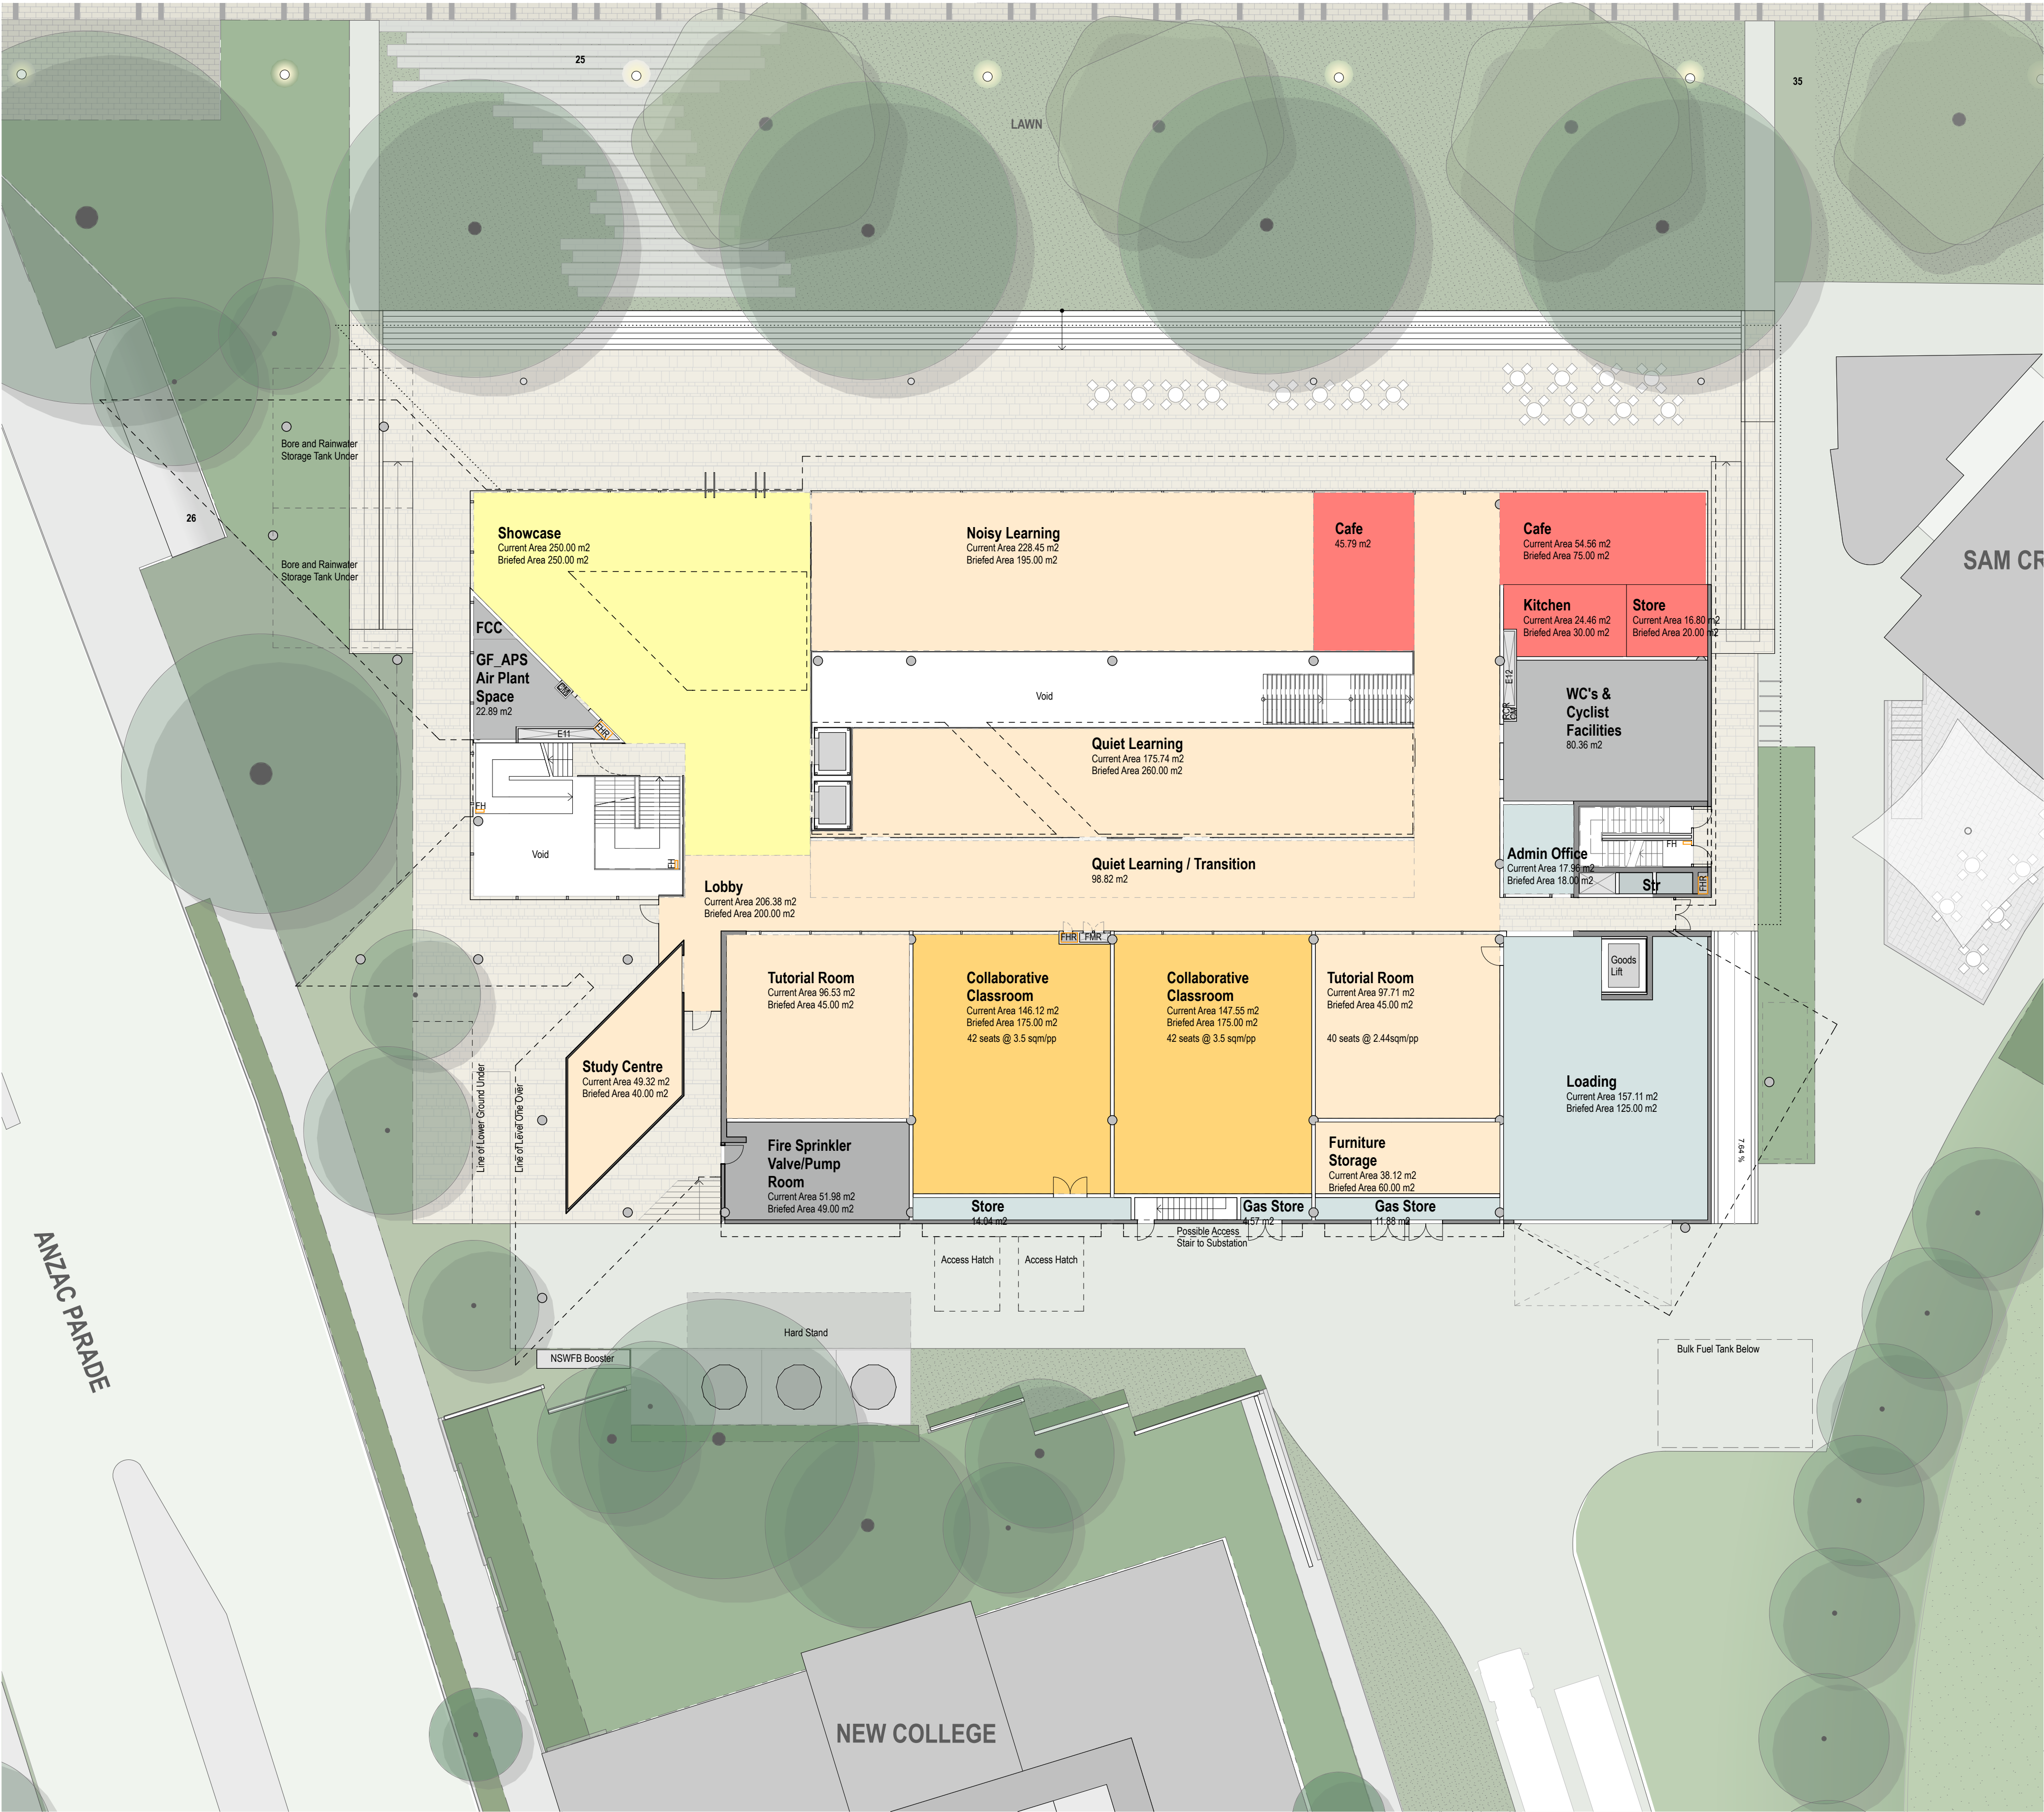 25
35
LAWN
Bore and Rainwater
Storage Tank Under
26
Bore and Rainwater
Storage Tank Under
Showcase
Current Area 250.00 m2
Briefed Area 250.00 m2
Noisy Learning
Current Area 228.45 m2
Briefed Area 195.00 m2
Cafe
45.79 m2
Cafe
Current Area 54.56 m2
Briefed Area 75.00 m2
SAM CR
Kitchen
Current Area 24.46 m2
Briefed Area 30.00 m2
Store
Current Area 16.80 m2
Briefed Area 20.00 m2
FCC
GF_APS
Air Plant
Space
22.89 m2
CM
FHR
E11
Void
E12
FCR
CM
WC's &
Cyclist
Facilities
80.36 m2
Quiet Learning
Current Area 175.74 m2
Briefed Area 260.00 m2
FH
Void
FH
Quiet Learning / Transition
98.82 m2
Admin Office
Current Area 17.96 m2
Briefed Area 18.00 m2
FH
Str
FHR
Lobby
Current Area 206.38 m2
Briefed Area 200.00 m2
FHR
FMR
Tutorial Room
Current Area 96.53 m2
Briefed Area 45.00 m2
Collaborative
Classroom
Current Area 146.12 m2
Briefed Area 175.00 m2
42 seats @ 3.5 sqm/pp
Collaborative
Classroom
Current Area 147.55 m2
Briefed Area 175.00 m2
42 seats @ 3.5 sqm/pp
Tutorial Room
Current Area 97.71 m2
Briefed Area 45.00 m2
40 seats @ 2.44sqm/pp
Goods
Lift
Study Centre
Current Area 49.32 m2
Briefed Area 40.00 m2
Line of Lower Ground Under
Line of Level One Over
Loading
Current Area 157.11 m2
Briefed Area 125.00 m2
7.64 %
Fire Sprinkler
Valve/Pump
Room
Current Area 51.98 m2
Briefed Area 49.00 m2
Furniture
Storage
Current Area 38.12 m2
Briefed Area 60.00 m2
Store
14.04 m2
Gas Store
4.57 m2
Gas Store
11.88 m2
Possible Access
Stair to Substation
Access Hatch
Access Hatch
ANZAC PARADE
Hard Stand
NSWFB Booster
Bulk Fuel Tank Below
NEW COLLEGE